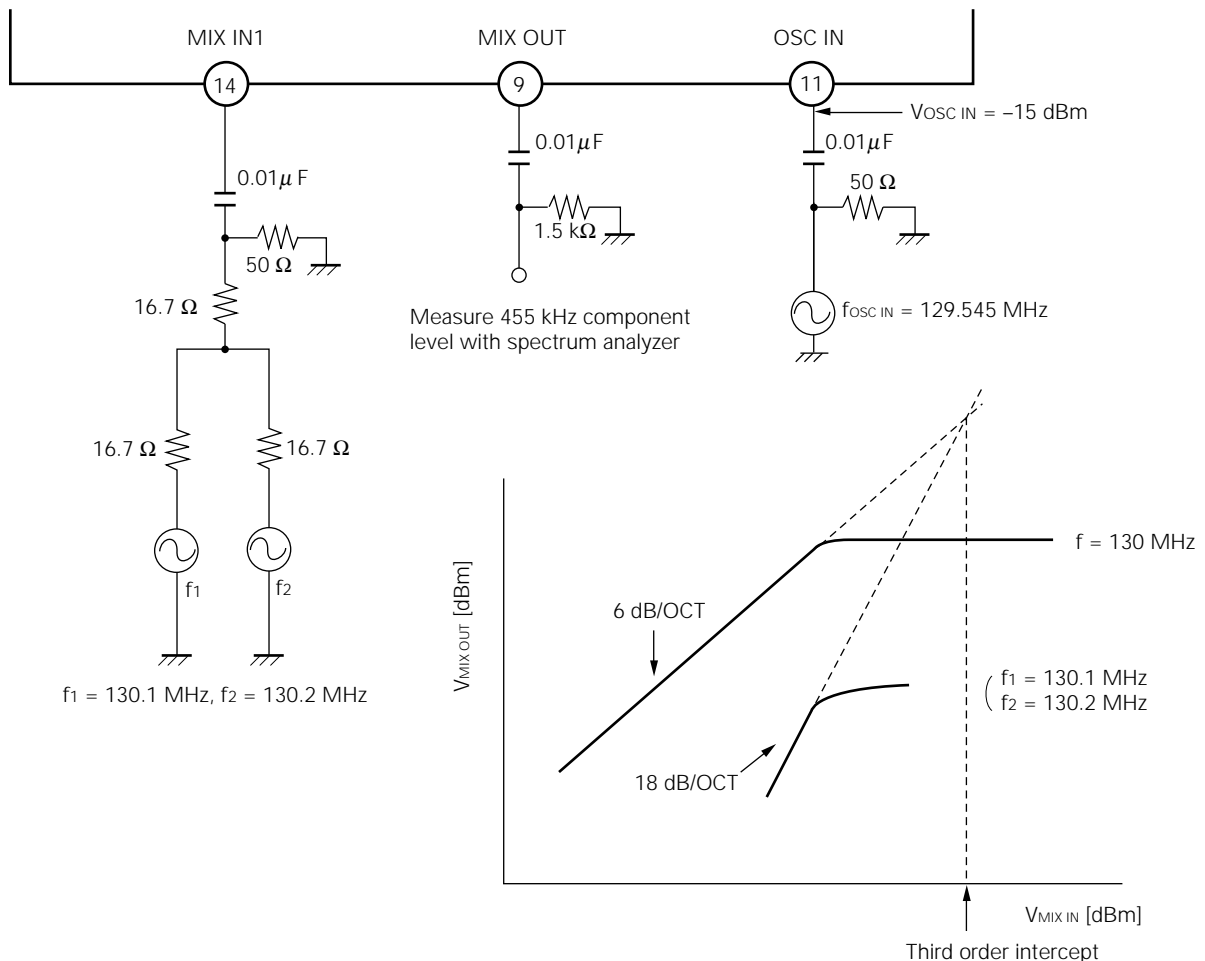 MIX IN1
MIX OUT
OSC IN
14
9
11
VOSC IN = –15 dBm
0.01μF
0.01μF
0.01μF
50 Ω
1.5 kΩ
50 Ω
16.7 Ω
fOSC IN = 129.545 MHz
Measure 455 kHz component
level with spectrum analyzer
16.7 Ω
16.7 Ω
f1
f2
f1 = 130.1 MHz, f2 = 130.2 MHz
VMIX OUT [dBm]
f = 130 MHz
6 dB/OCT
f1 = 130.1 MHz
f2 = 130.2 MHz
18 dB/OCT
VMIX IN [dBm]
Third order intercept